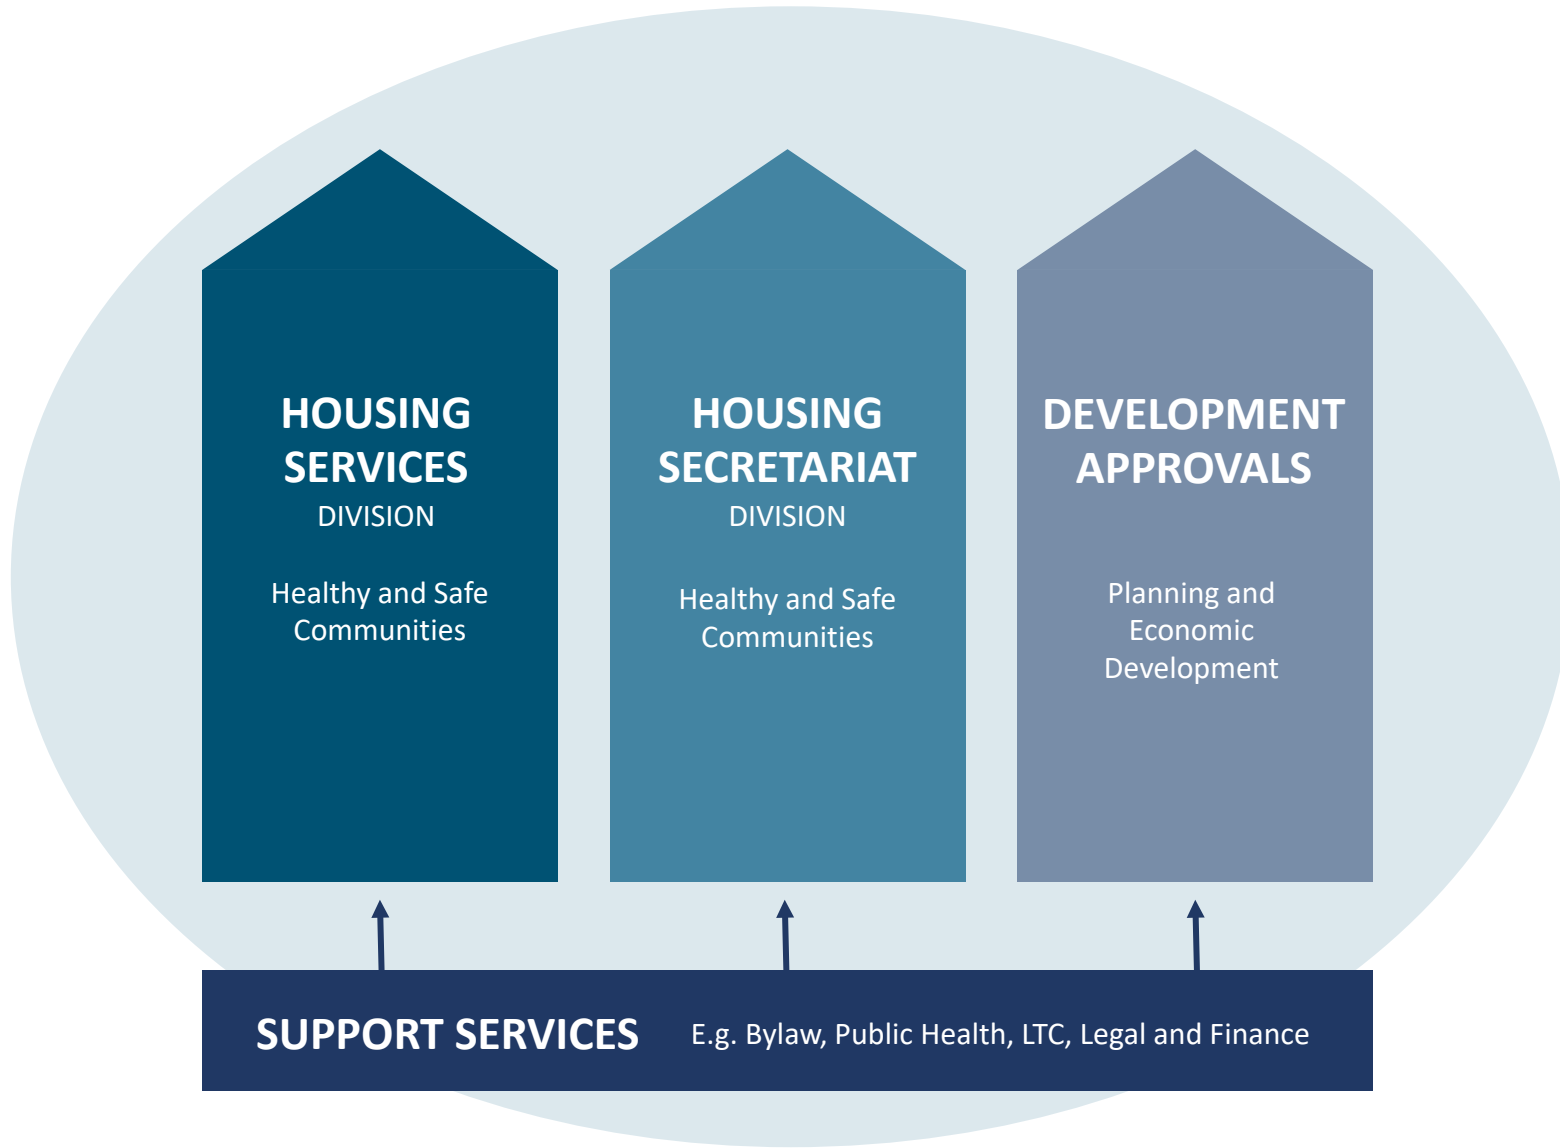 HOUSING
SERVICES
DIVISION
Healthy and Safe
Communities
HOUSING
SECRETARIAT
DIVISION
Healthy and Safe
Communities
DEVELOPMENT
APPROVALS
Planning and
Economic
Development
SUPPORT SERVICES
E.g. Bylaw, Public Health, LTC, Legal and Finance